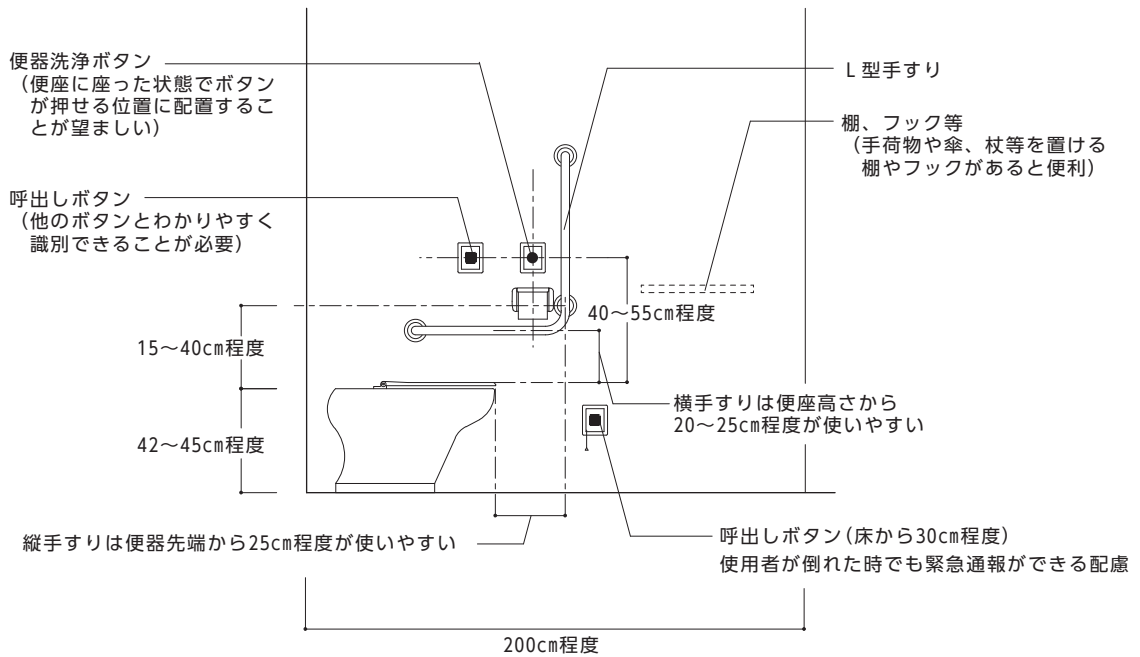 便器洗浄ボタン
（便座に座った状態でボタン
が押せる位置に配置するこ
とが望ましい）
L型手すり
棚、フック等
（手荷物や傘、杖等を置ける
棚やフックがあると便利）
呼出しボタン
（他のボタンとわかりやすく
識別できることが必要）
40～55cm程度
15～40cm程度
横手すりは便座高さから
20～25cm程度が使いやすい
42～45cm程度
縦手すりは便器先端から25cm程度が使いやすい
呼出しボタン（床から30cm程度）
使用者が倒れた時でも緊急通報ができる配慮
200cm程度